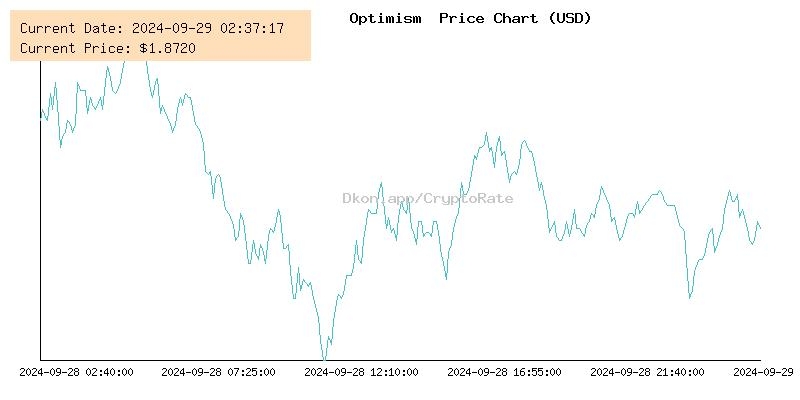 Optimism  Price Chart (USD)
Current Date: 2024-09-29 02:37:17
Current Price: $1.8720
Dkon.app/CryptoRate
2024-09-28 02:40:00 2024-09-28 07:25:00 2024-09-28 12:10:00 2024-09-28 16:55:00 2024-09-28 21:40:00 2024-09-29